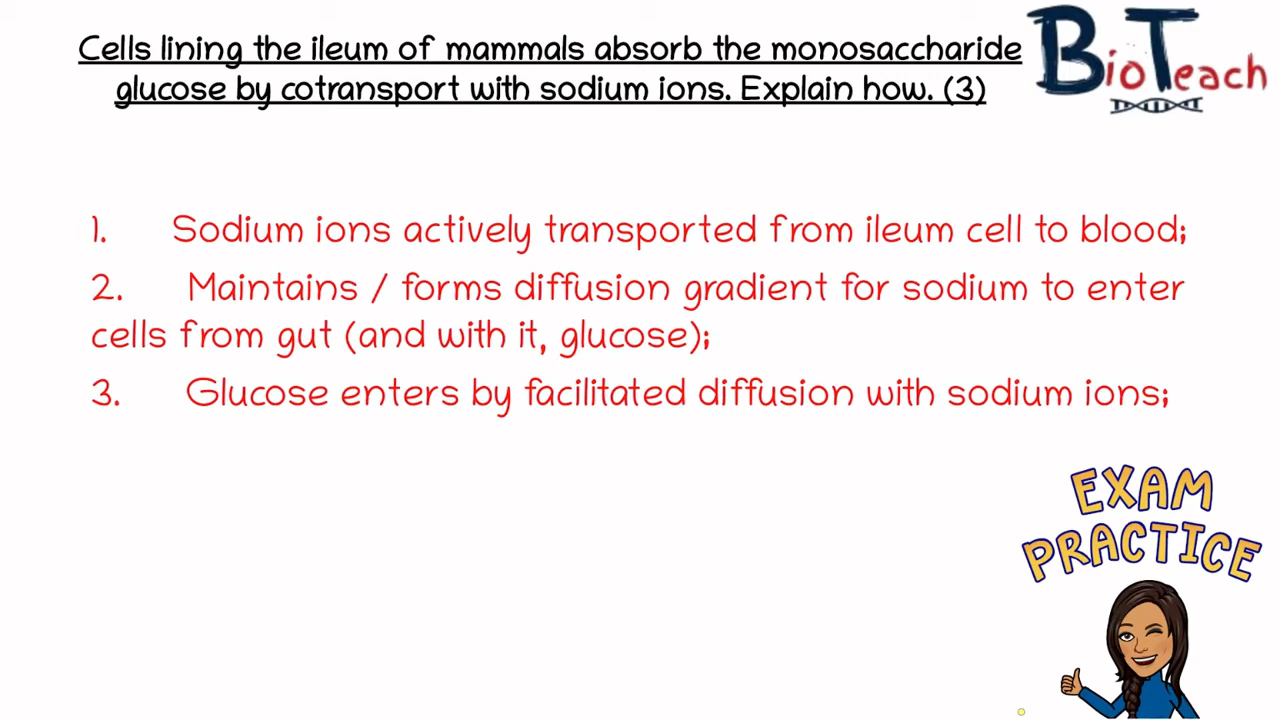 Cells lining the ileum of mammals absorb the monosaccharide
glucose by cotransport with sodium ions. Explain how. (3)
BioTeach
1. Sodium ions actively transported from ileum cell to blood;
2. Maintains / forms diffusion gradient for sodium to enter
cells from gut (and with it, glucose);
3. Glucose enters by facilitated diffusion with sodium ions;
EXAM
PRACTICE